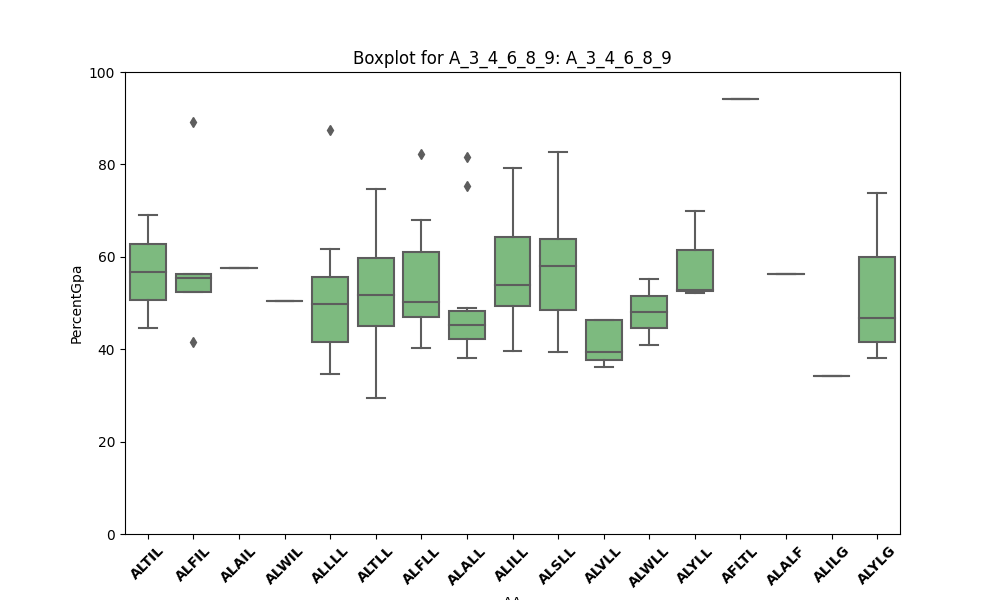 Boxplot for A_3_4_6_8_9: A_3_4_6_8_9
100
80
60
40
20
0
PercentGpa
ALTIL ALFIL ALAIL ALWIL ALLLL ALTLL ALFLL ALALL ALILL ALSLL ALVLL ALWLL ALYLL AFLTL ALALF ALILG ALYLG